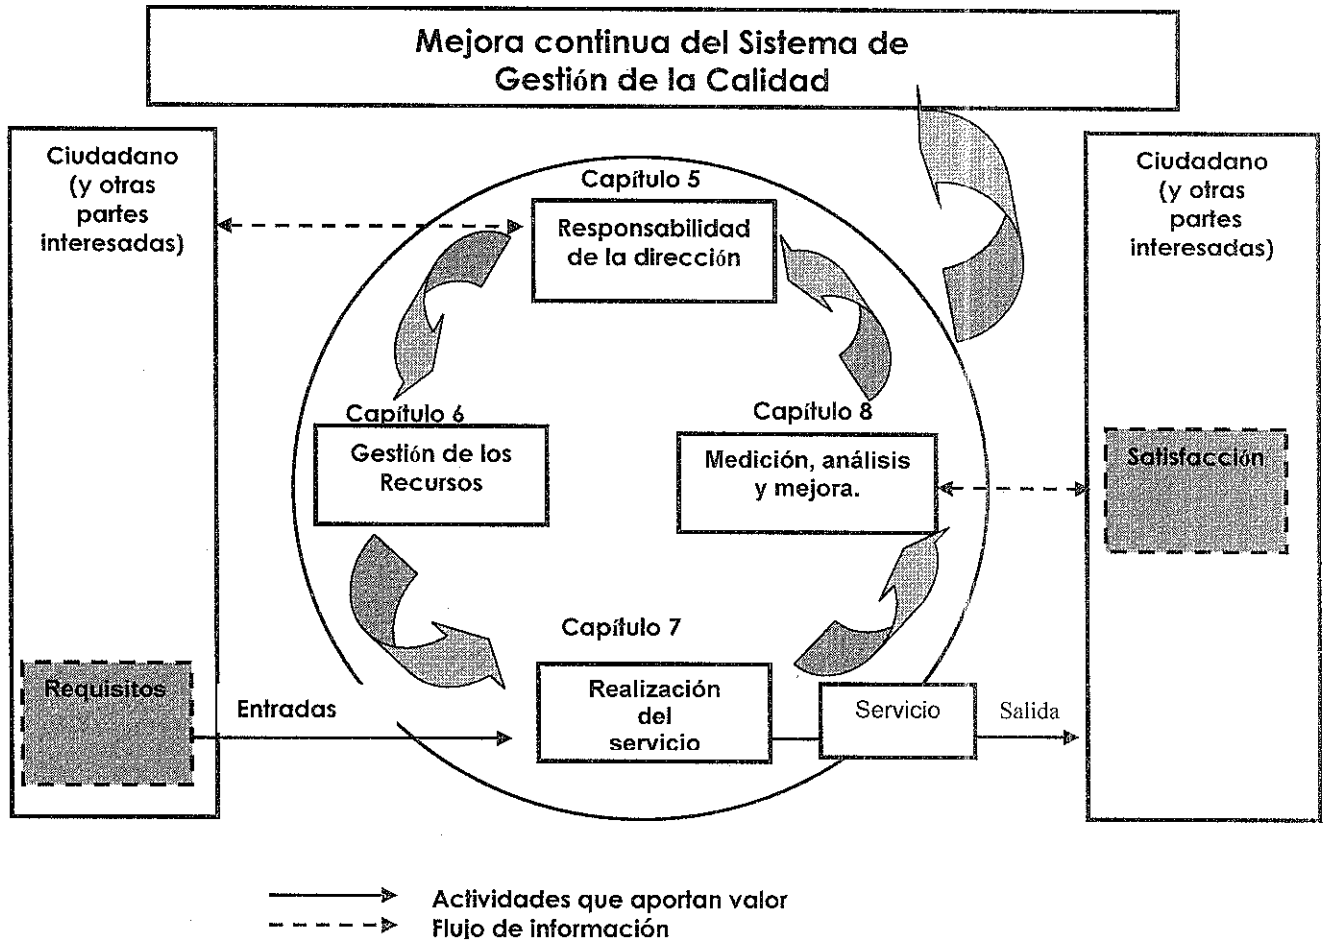 Mejora continua del Sistema de
Gestión de la Calidad
Ciudadano
(y otras
partes
interesadas)
Ciudadano
(y otras
partes
interesadas)
Capítulo 5
Responsabilidad
de la dirección
Capítulo 6
Gestión de los
Recursos
Capítulo 8
Medición, análisis
y mejora.
Satisfacción
Capítulo 7
Requisitos
Entradas
Realización
del
servicio
Servicio
Salida
Actividades que aportan valor
Flujo de información